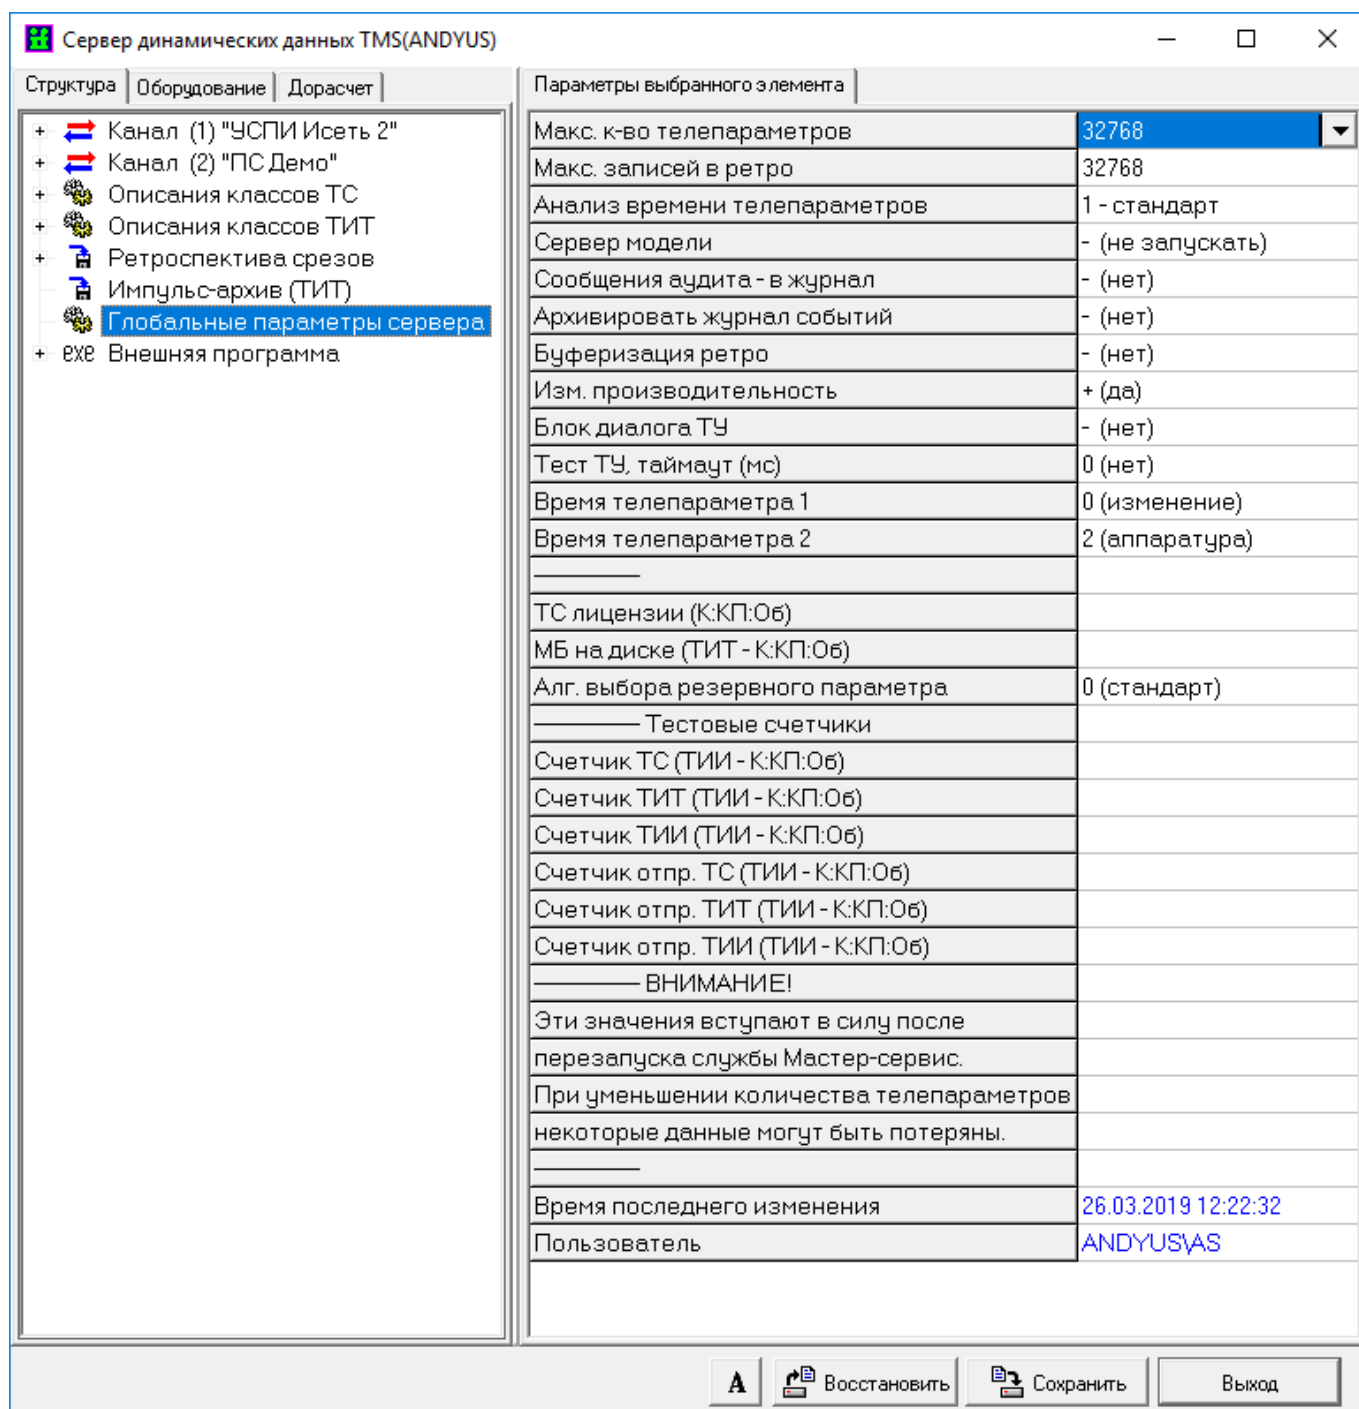 Сервер динамических данных TMS(ANDYUS)
Структура Оборудование Дорасчет
Канал (1) "УСПИ Исеть 2"
Канал (2) "ПС Демо"
Описания классов ТС
Описания классов ТИТ
Ретроспектива срезов
Импульс-архив (ТИТ)
Глобальные параметры сервера
exe Внешняя программа
Параметры выбранного элемента
Макс. к-во телепараметров 32768
Макс. записей в ретро 32768
Анализ времени телепараметров 1 - стандарт
Сервер модели - (не запускать)
Сообщения аудита - в журнал - (нет)
Архивировать журнал событий - (нет)
Буферизация ретро - (нет)
Изм. производительность + (да)
Блок диалога ТУ - (нет)
Тест ТУ, таймаут (мс) 0 (нет)
Время телепараметра 1 0 (изменение)
Время телепараметра 2 2 (аппаратура)
ТС лицензии (К:КП:Об)
МБ на диске (ТИТ - К:КП:Об)
Алг. выбора резервного параметра 0 (стандарт)
———— Тестовые счетчики
Счетчик ТС (ТИИ - К:КП:Об)
Счетчик ТИТ (ТИИ - К:КП:Об)
Счетчик ТИИ (ТИИ - К:КП:Об)
Счетчик отпр. ТС (ТИИ - К:КП:Об)
Счетчик отпр. ТИТ (ТИИ - К:КП:Об)
Счетчик отпр. ТИИ (ТИИ - К:КП:Об)
———— ВНИМАНИЕ!
Эти значения вступают в силу после
перезапуска службы Мастер-сервис.
При уменьшении количества телепараметров
некоторые данные могут быть потеряны.
Время последнего изменения 26.03.2019 12:22:32
Пользователь ANDYUS\AS
A Восстановить Сохранить Выход